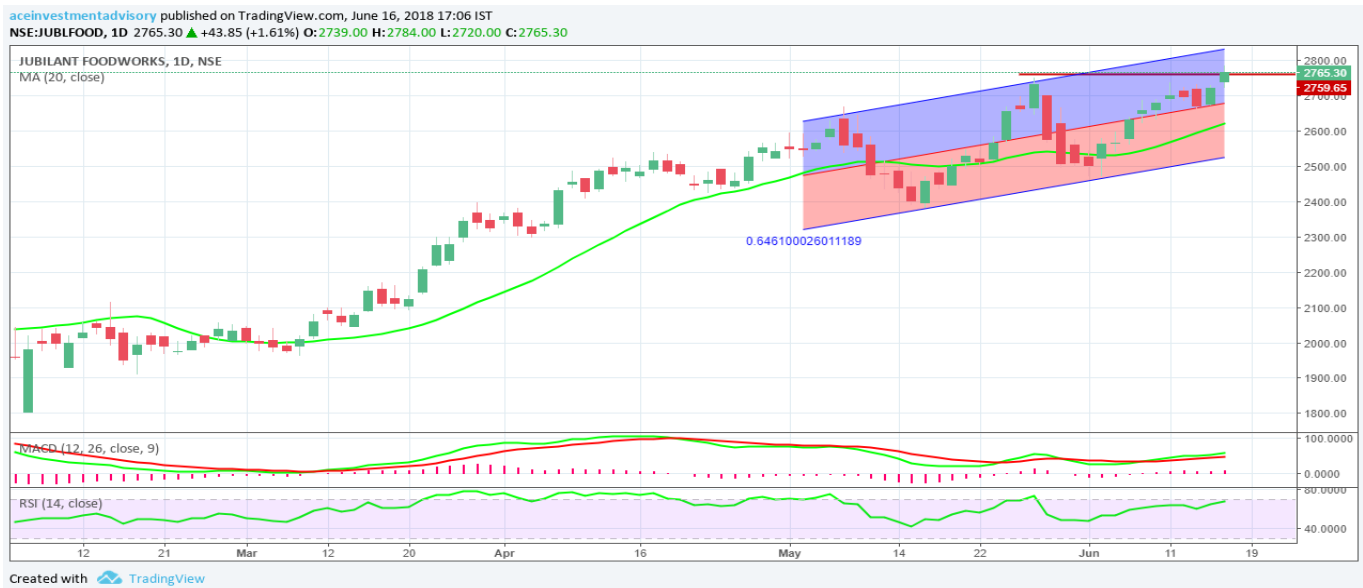 aceinvestmentadvisory published on TradingView.com, June 16, 2018 17:06 IST
NSE:JUBLFOOD, 1D 2765.30 ▲ +43.85 (+1.61%) O:2739.00 H:2784.00 L:2720.00 C:2765.30
JUBILANT FOODWORKS, 1D, NSE
MA (20, close)
2800.00
2765.30
2759.65
2700.00
2600.00
2500.00
2400.00
2300.00
2200.00
2100.00
2000.00
1900.00
1800.00
0.646100026011189
MACD (12, 26, close, 9)
100.0000
0.0000
RSI (14, close)
80.0000
40.0000
12 21 Mar 12 20 Apr 16 May 14 22 Jun 11 19
Created with TradingView